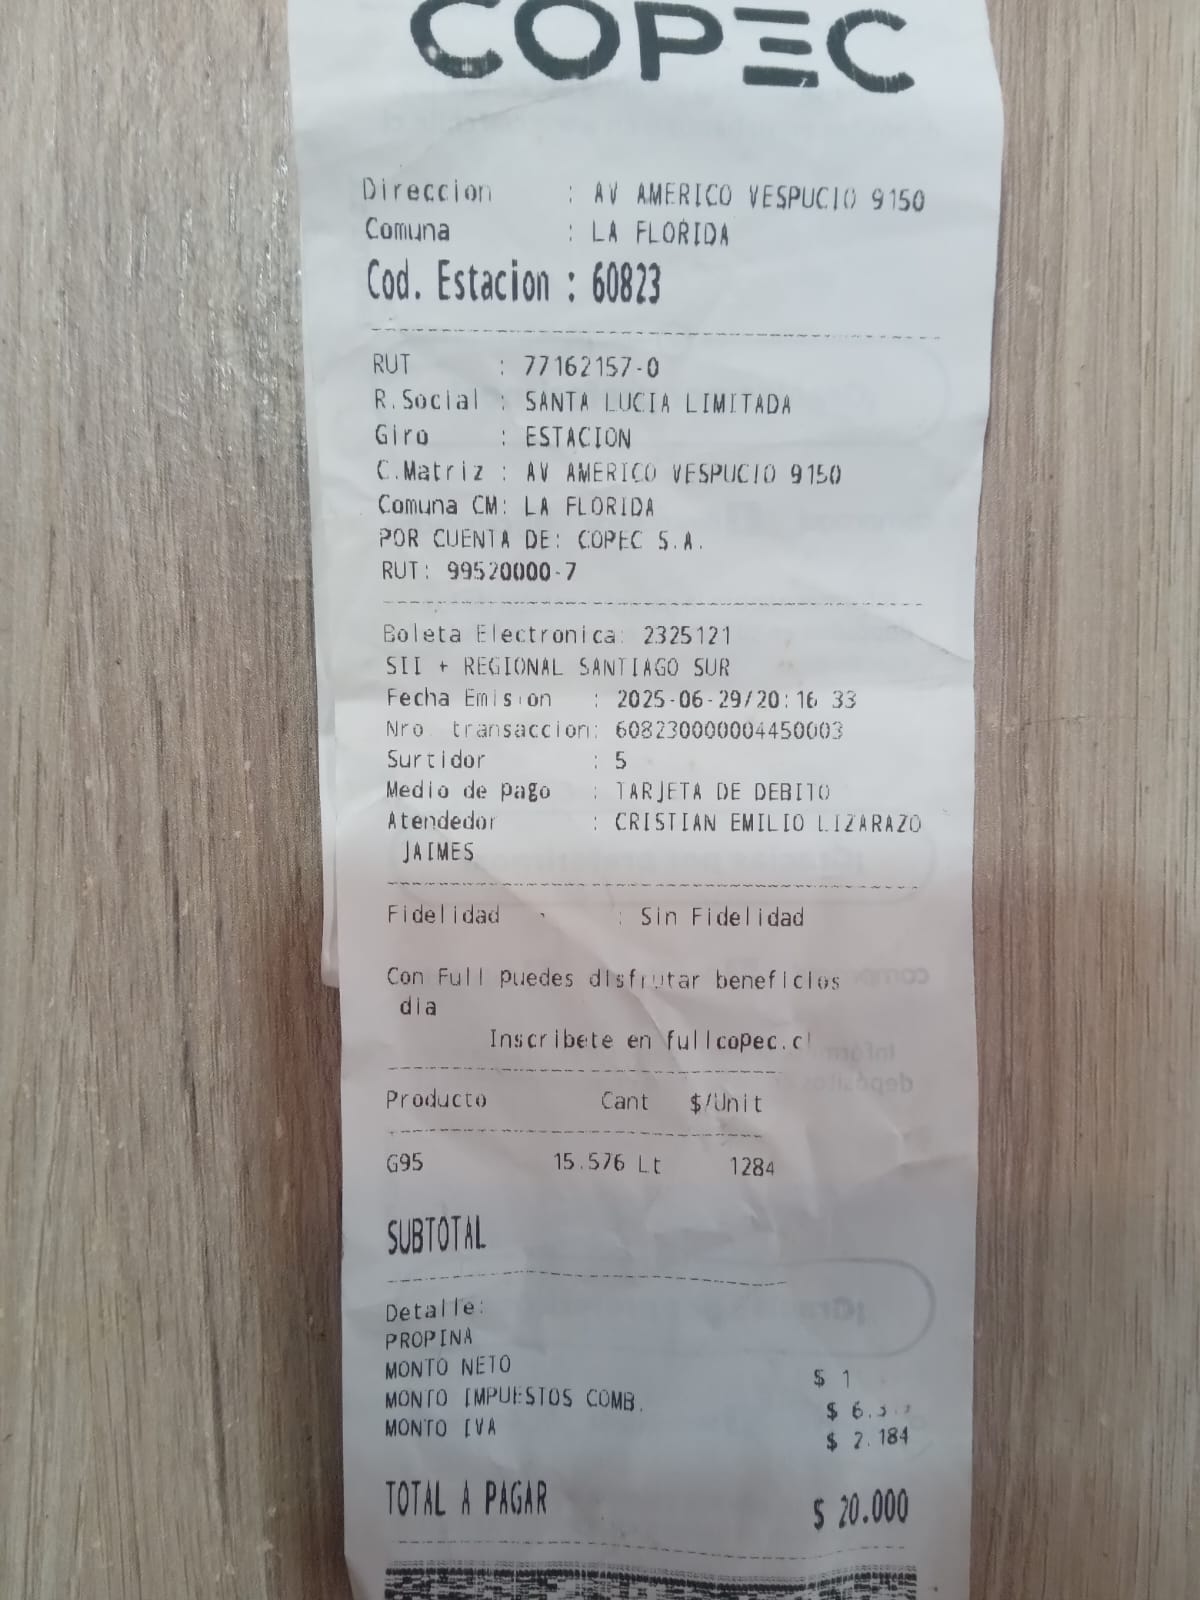 COPEC
Direccion : AV AMERICO VESPUCIO 9150
Comuna : LA FLORIDA
Cod. Estacion : 60823
RUT : 77162157-0
R.Social : SANTA LUCIA LIMITADA
Giro : ESTACION
C.Matriz : AV AMERICO VESPUCIO 9150
Comuna CM: LA FLORIDA
POR CUENTA DE: COPEC S.A.
RUT: 99520000-7
Boleta Electronica: 2325121
SII + REGIONAL SANTIAGO SUR
Fecha Emision : 2025-06-29/20:16 33
Nro. transaccion: 608230000004450003
Surtidor : 5
Medio de pago : TARJETA DE DEBITO
Atendedor : CRISTIAN EMILIO LIZARAZO
JAIMES
Fidelidad : Sin Fidelidad
Con Full puedes disfrutar beneficios
dia
Inscribete en fullcopec.cl
Producto Cant $/Unit
G95 15.576 Lt 1284
SUBTOTAL
Detalle:
PROPINA
MONTO NETO $ 1
MONTO IMPUESTOS COMB. $
MONTO IVA $ 2.184
TOTAL A PAGAR $ 20.000